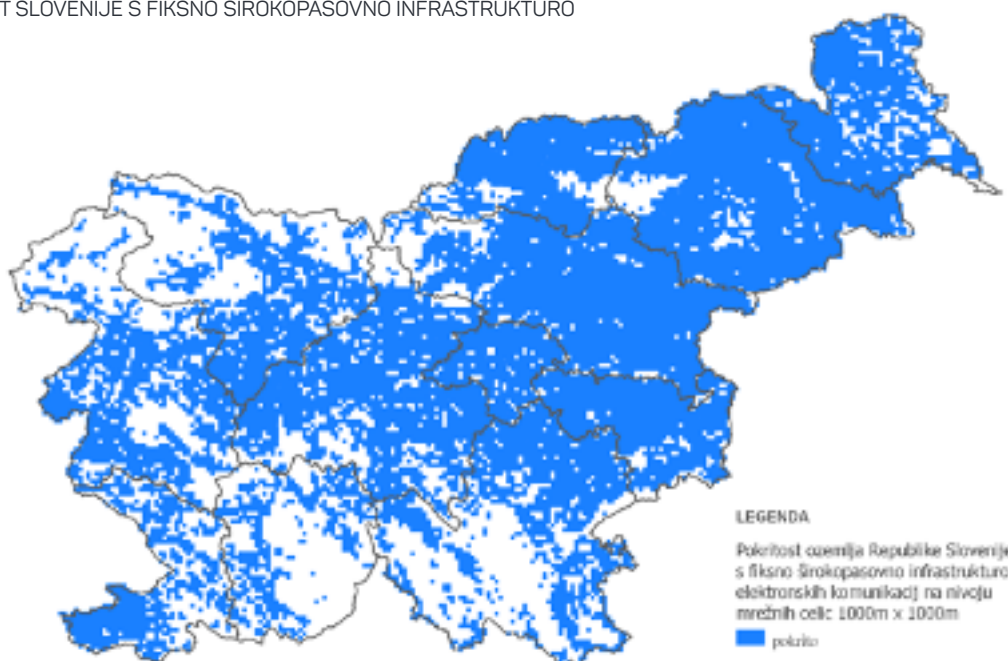 T SLOVENIJE S FIKSNO ŠIROKOPASOVNO INFRASTRUKTURO
LEGENDA
Pokritost ozemlja Republike Slovenije
s fiksno širokopasovno infrastrukturo
elektronskih komunikacij na nivoju
mrežnih celic 1000m x 1000m
pokrito